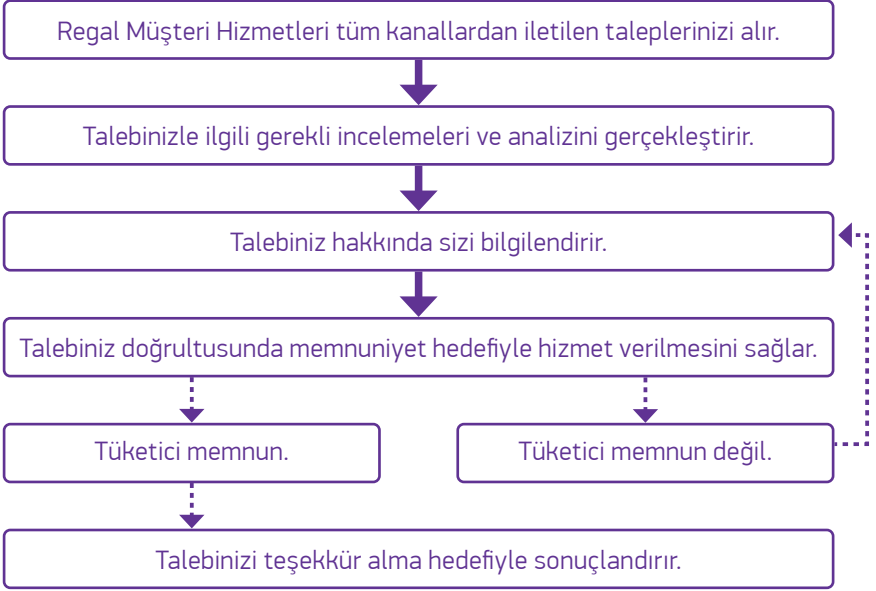 Regal Müşteri Hizmetleri tüm kanallardan iletilen taleplerinizi alır.
Talebinizle ilgili gerekli incelemeleri ve analizini gerçekleştirir.
Talebiniz hakkında sizi bilgilendirir.
Talebiniz doğrultusunda memnuniyet hedefiyle hizmet verilmesini sağlar.
Tüketici memnun.
Tüketici memnun değil.
Talebinizi teşekkür alma hedefiyle sonuçlandırır.